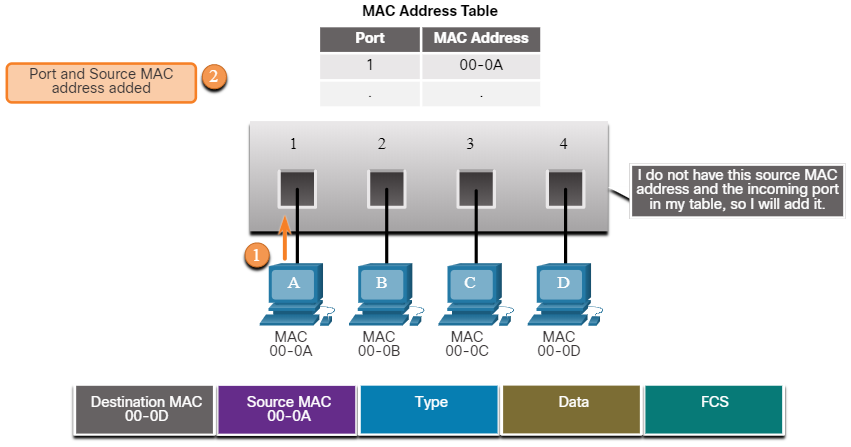 MAC Address Table
Port MAC Address
1 00-0A
. .
Port and Source MAC
address added
2
1 2 3 4
I do not have this source MAC
address and the incoming port
in my table, so I will add it.
1
A B C D
MAC MAC MAC MAC
00-0A 00-0B 00-0C 00-0D
Destination MAC Source MAC Type Data FCS
00-0D 00-0A